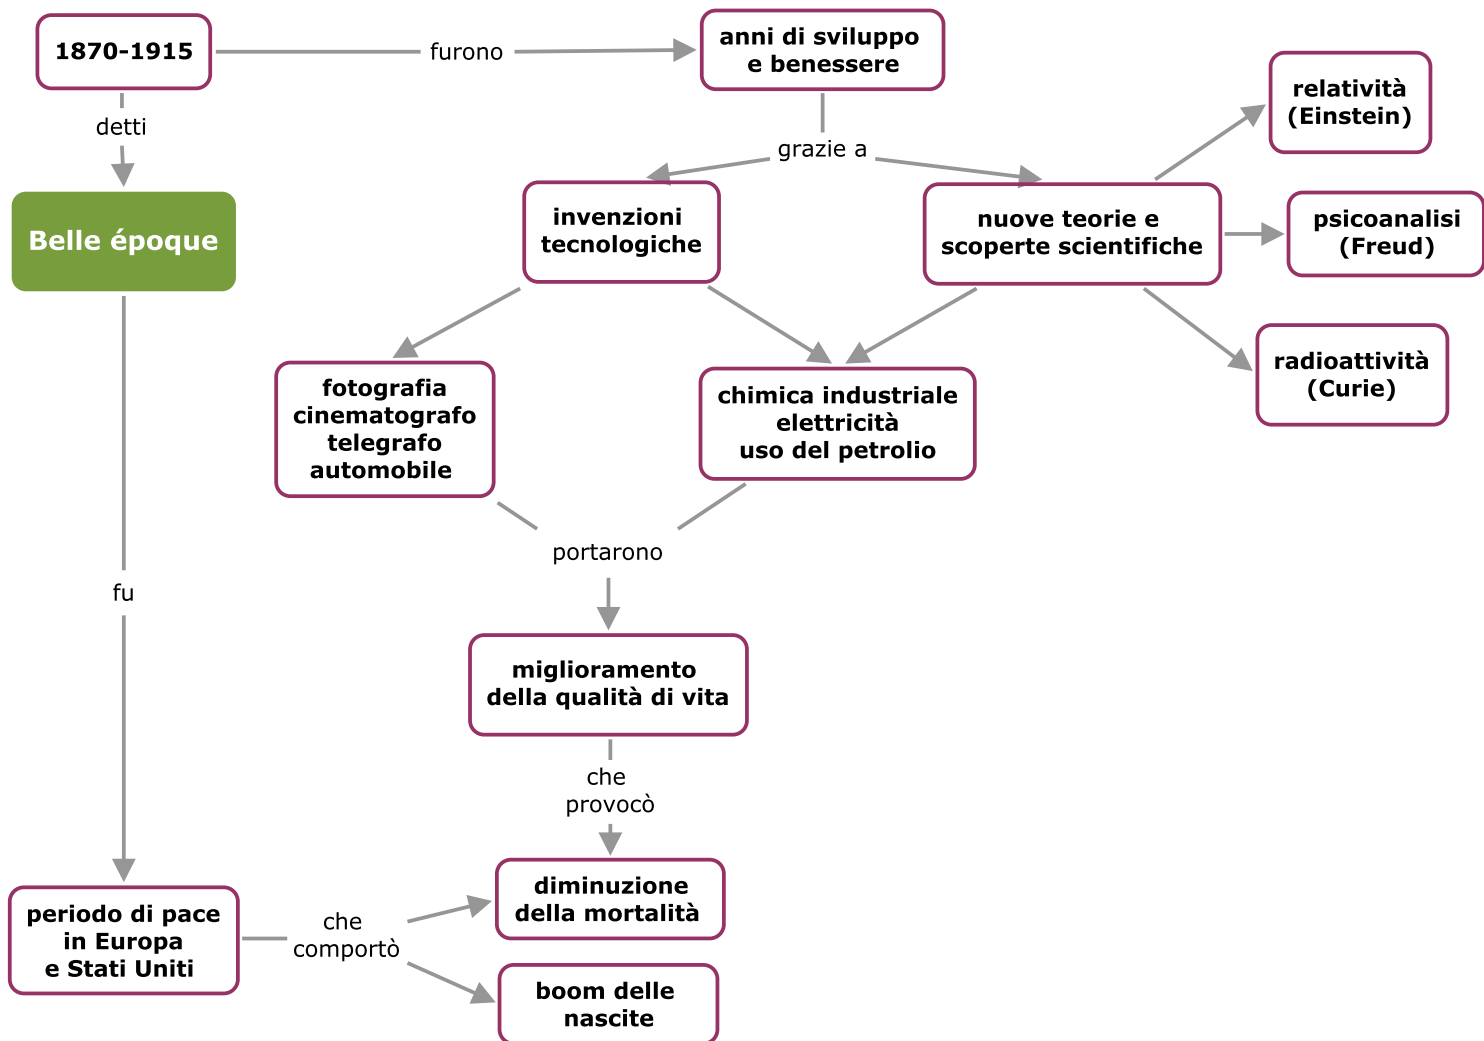 1870-1915
furono
anni di sviluppo
e benessere
detti
Belle époque
grazie a
invenzioni
tecnologiche
nuove teorie e
scoperte scientifiche
relatività
(Einstein)
psicoanalisi
(Freud)
radioattività
(Curie)
fotografia
cinematografo
telegrafo
automobile
chimica industriale
elettricità
uso del petrolio
portarono
fu
miglioramento
della qualità di vita
che
provocò
periodo di pace
in Europa
e Stati Uniti
che
comportò
diminuzione
della mortalità
boom delle
nascite